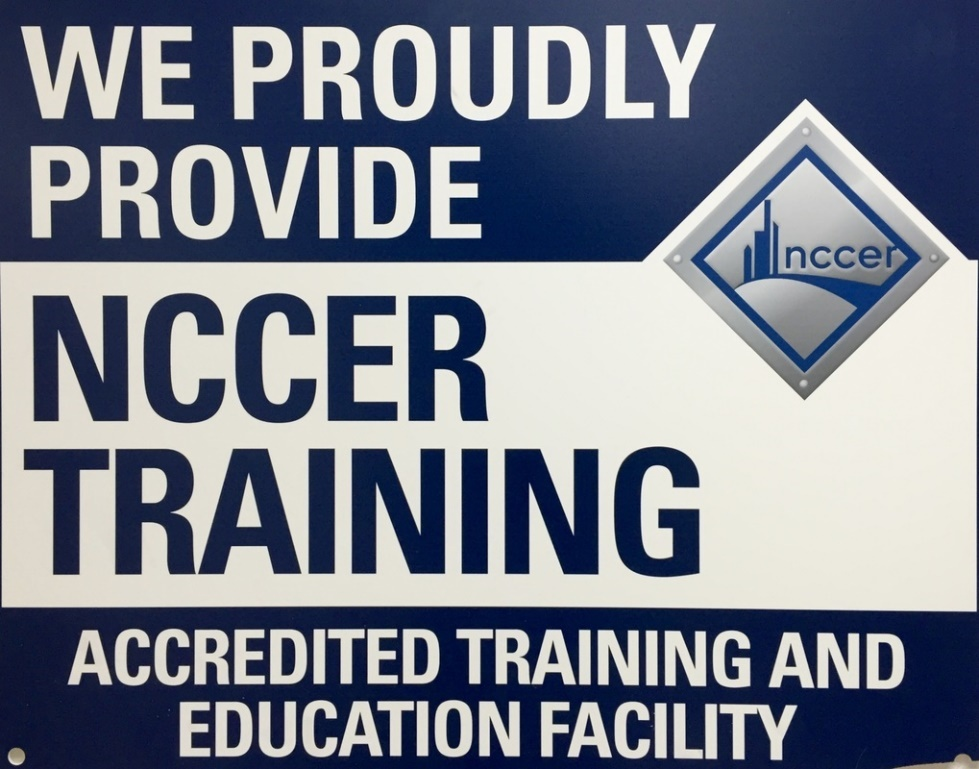 WE PROUDLY
PROVIDE
nccer
NCCER
TRAINING
ACCREDITED TRAINING AND
EDUCATION FACILITY